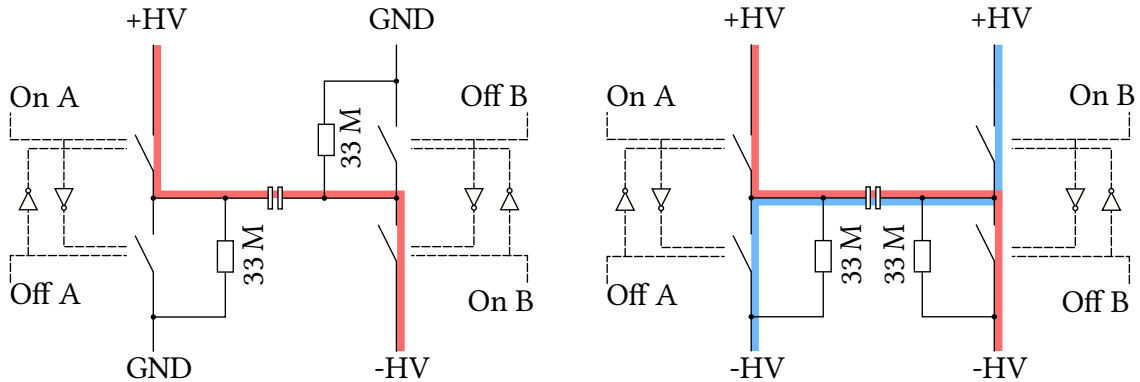 +HV
GND
On A
Off B
33 M
33 M
Off A
On B
GND
-HV
+HV
+HV
On A
On B
33 M
33 M
Off A
Off B
-HV
-HV